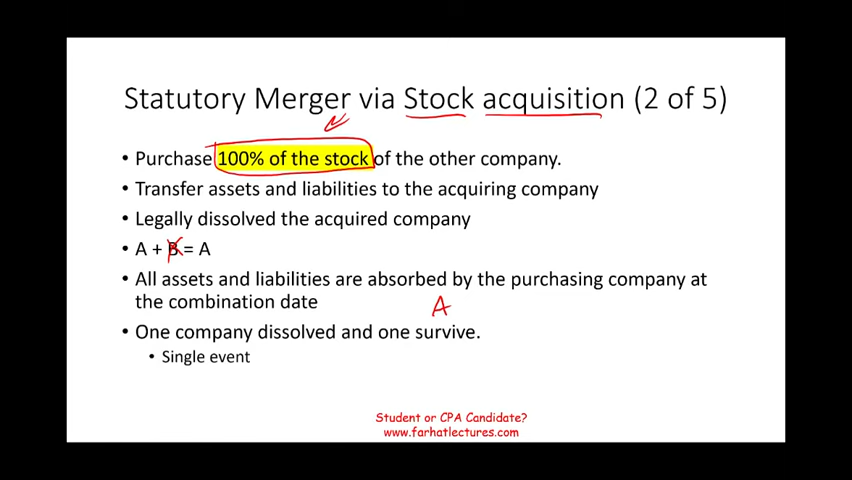 Statutory Merger via Stock acquisition (2 of 5)
• Purchase 100% of the stock of the other company.
• Transfer assets and liabilities to the acquiring company
• Legally dissolved the acquired company
• A + B = A
• All assets and liabilities are absorbed by the purchasing company at
the combination date
A
• One company dissolved and one survive.
• Single event
Student or CPA Candidate?
www.farhatlectures.com